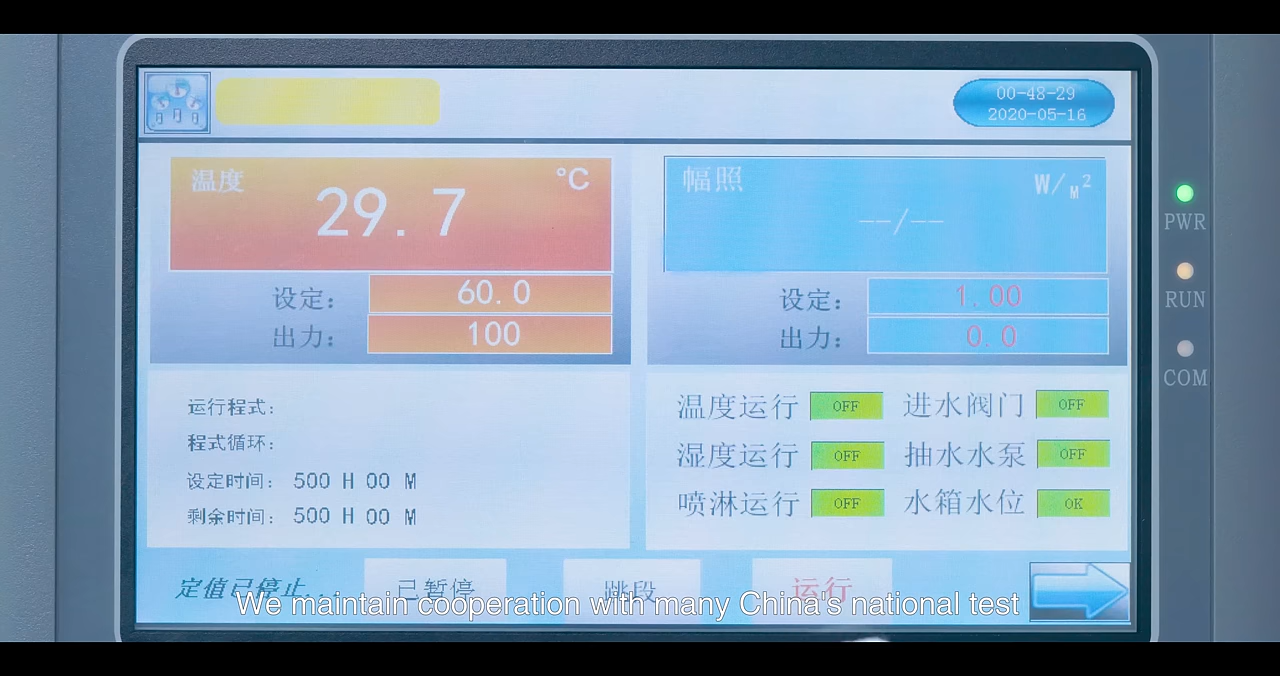 00-48-29
2020-05-16
温度
℃
29.7
设定：
60.0
出力：
100
幅照
W/M²
--/--
设定：
1.00
出力：
0.0
PWR
RUN
COM
运行程式:
程式循环:
设定时间: 500 H 00 M
剩余时间: 500 H 00 M
温度运行 OFF 进水阀门 OFF
湿度运行 OFF 抽水水泵 OFF
喷淋运行 OFF 水箱水位 OK
定值已停止...
已暂停
跳段
运行
We maintain cooperation with many China's national test